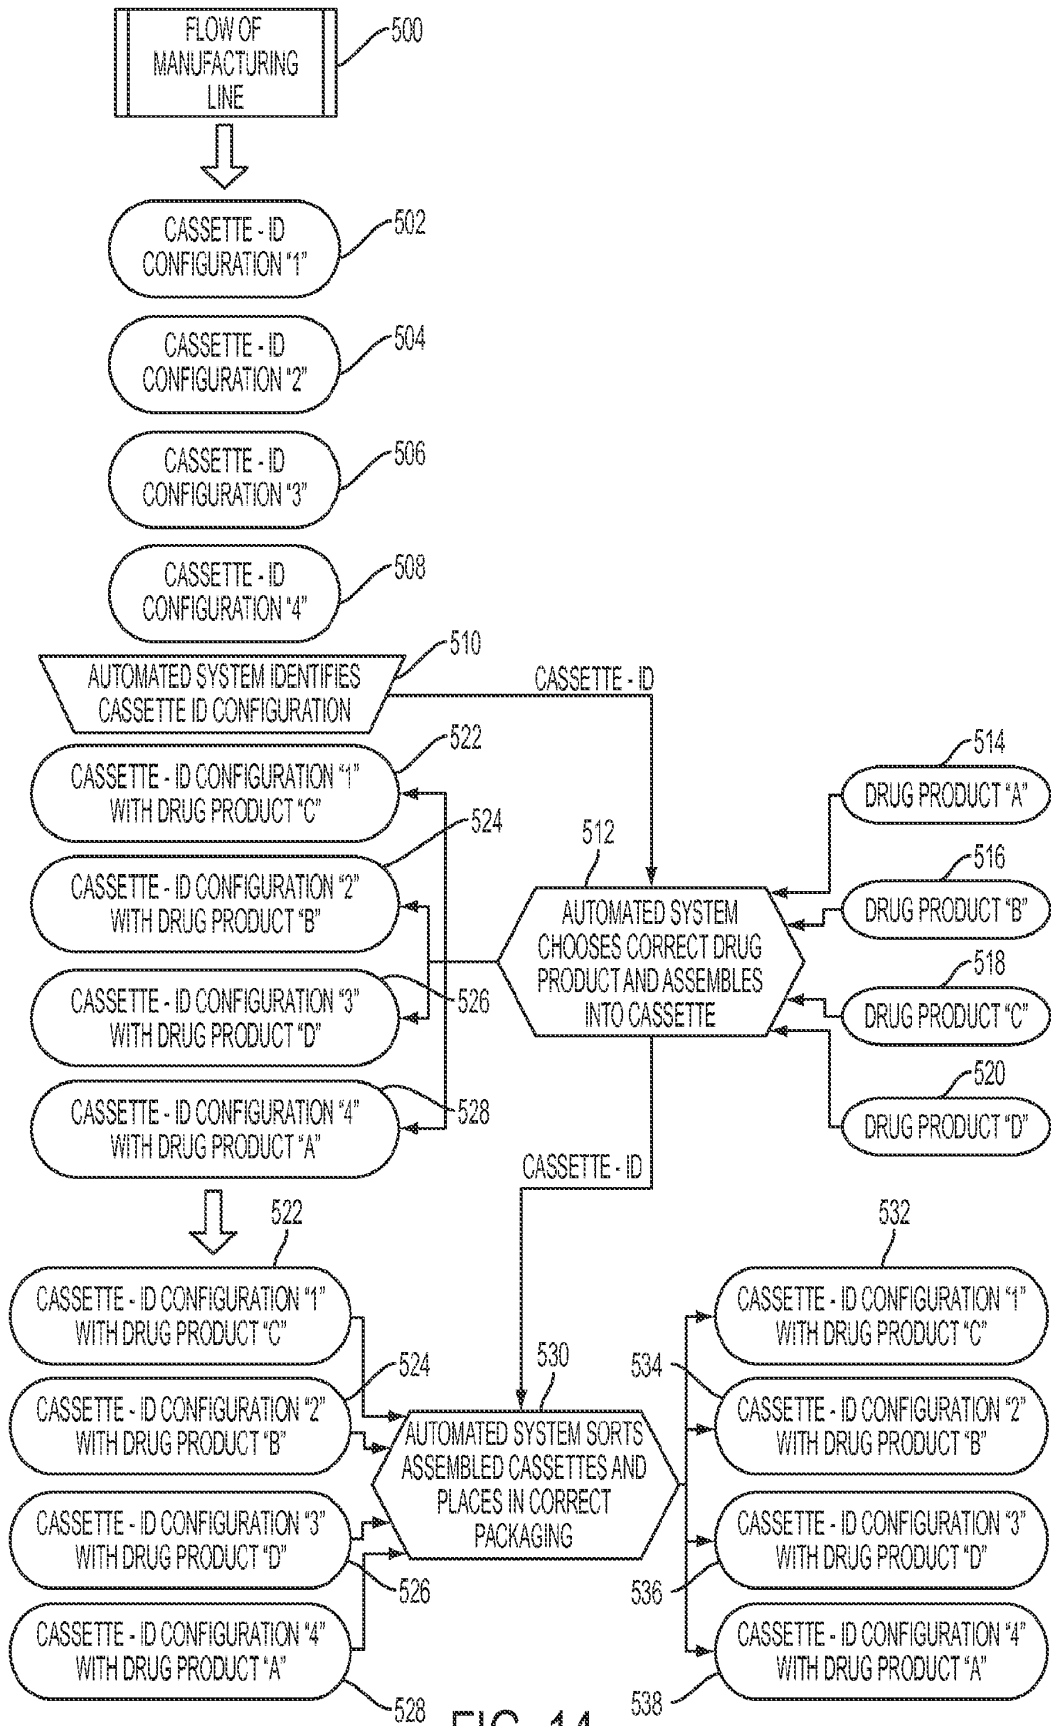 FLOW OF
MANUFACTURING
LINE
500
CASSETTE - ID
CONFIGURATION "1"
502
CASSETTE - ID
CONFIGURATION "2"
504
CASSETTE - ID
CONFIGURATION "3"
506
CASSETTE - ID
CONFIGURATION "4"
508
AUTOMATED SYSTEM IDENTIFIES
CASSETTE ID CONFIGURATION
510
CASSETTE - ID
CASSETTE - ID CONFIGURATION "1"
WITH DRUG PRODUCT "C"
522
CASSETTE - ID CONFIGURATION "2"
WITH DRUG PRODUCT "B"
524
CASSETTE - ID CONFIGURATION "3"
WITH DRUG PRODUCT "D"
526
CASSETTE - ID CONFIGURATION "4"
WITH DRUG PRODUCT "A"
528
512
AUTOMATED SYSTEM
CHOOSES CORRECT DRUG
PRODUCT AND ASSEMBLES
INTO CASSETTE
514
DRUG PRODUCT "A"
516
DRUG PRODUCT "B"
518
DRUG PRODUCT "C"
520
DRUG PRODUCT "D"
CASSETTE - ID
522
CASSETTE - ID CONFIGURATION "1"
WITH DRUG PRODUCT "C"
524
CASSETTE - ID CONFIGURATION "2"
WITH DRUG PRODUCT "B"
CASSETTE - ID CONFIGURATION "3"
WITH DRUG PRODUCT "D"
526
CASSETTE - ID CONFIGURATION "4"
WITH DRUG PRODUCT "A"
528
530
AUTOMATED SYSTEM SORTS
ASSEMBLED CASSETTES AND
PLACES IN CORRECT
PACKAGING
532
CASSETTE - ID CONFIGURATION "1"
WITH DRUG PRODUCT "C"
534
CASSETTE - ID CONFIGURATION "2"
WITH DRUG PRODUCT "B"
CASSETTE - ID CONFIGURATION "3"
WITH DRUG PRODUCT "D"
536
CASSETTE - ID CONFIGURATION "4"
WITH DRUG PRODUCT "A"
538
FIG. 14